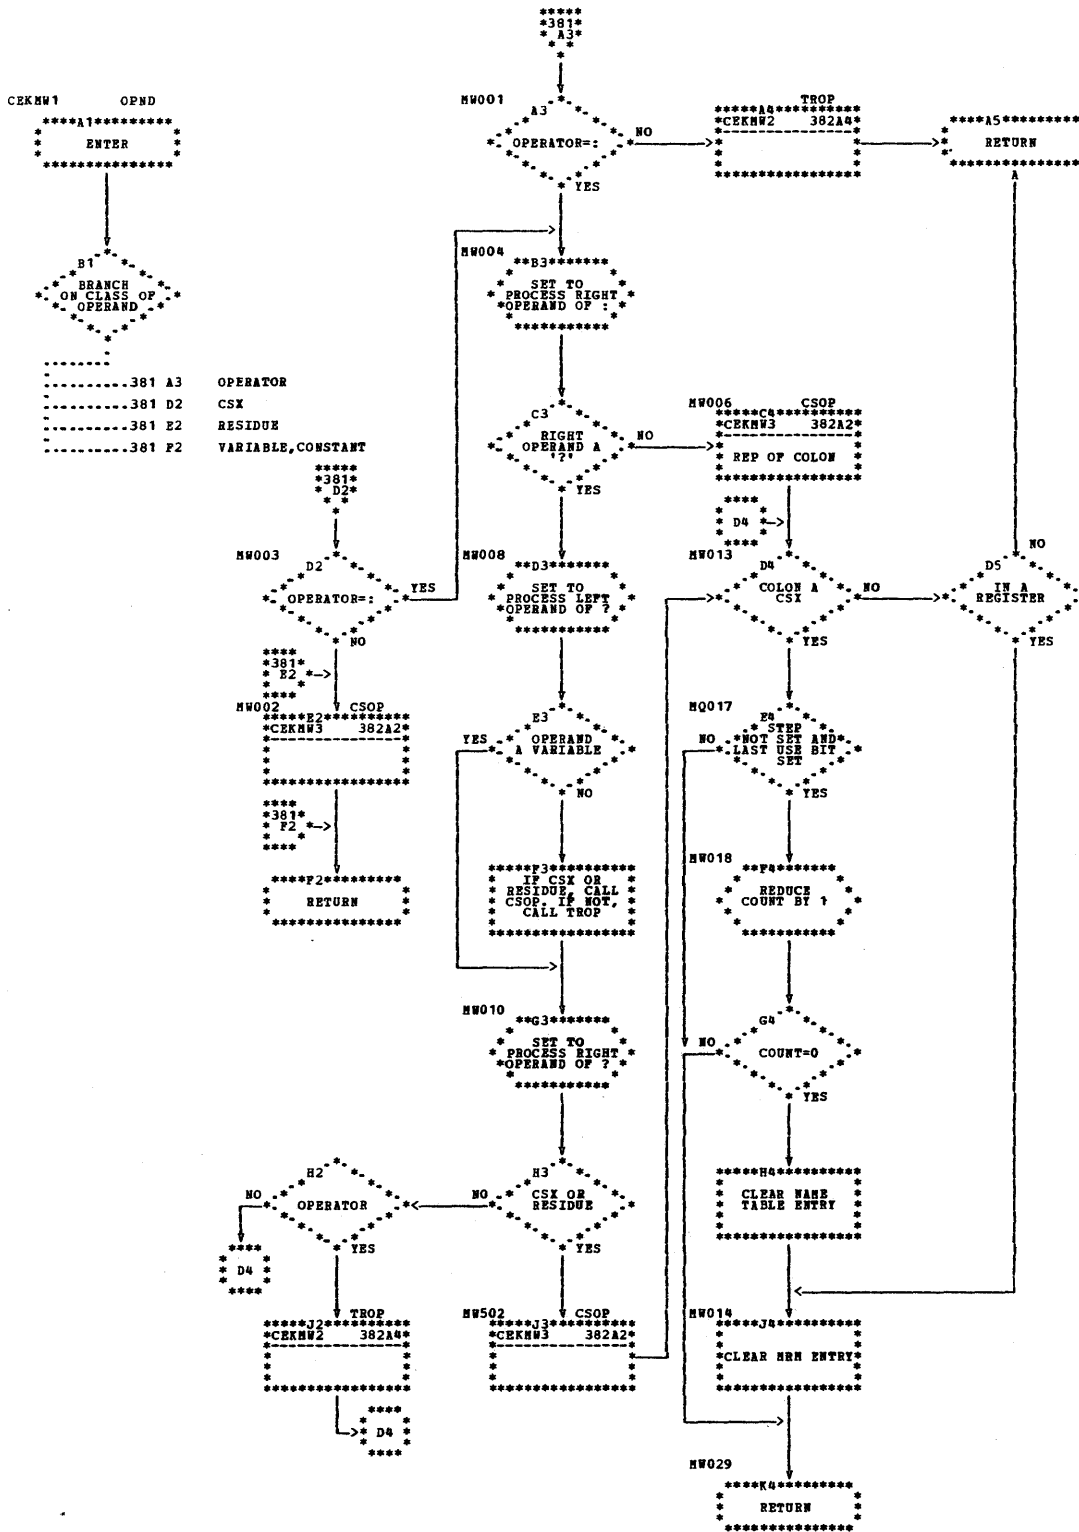 381
A3
CEKMW1 OPND
A1
ENTER
B1
BRANCH
ON CLASS OF
OPERAND
381 A3 OPERATOR
381 D2 CSX
381 E2 RESIDUE
381 F2 VARIABLE,CONSTANT
381
D2
MW003
D2
OPERATOR=:
YES
NO
381
E2
MW002 CSOP
E2
CEKMW3 382A2
381
F2
F2
RETURN
MW001
A3
OPERATOR=:
NO
YES
TROP
A4
CEKMW2 382A4
A5
RETURN
A
MW004
B3
SET TO
PROCESS RIGHT
OPERAND OF :
C3
RIGHT
OPERAND A
'?'
NO
YES
MW006 CSOP
C4
CEKMW3 382A2
REP OF COLON
D4
MW008
D3
SET TO
PROCESS LEFT
OPERAND OF ?
MW013
D4
COLON A
CSX
NO
YES
D5
IN A
REGISTER
NO
YES
E3
OPERAND
A VARIABLE
YES
NO
MQ017
E4
STEP
NOT SET AND
LAST USE BIT
SET
NO
YES
F3
IF CSX OR
RESIDUE, CALL
CSOP. IF NOT,
CALL TROP
MW018
F4
REDUCE
COUNT BY 1
MW010
G3
SET TO
PROCESS RIGHT
OPERAND OF ?
G4
COUNT=0
NO
YES
H2
OPERATOR
NO
YES
D4
H3
CSX OR
RESIDUE
NO
YES
H4
CLEAR NAME
TABLE ENTRY
TROP
J2
CEKMW2 382A4
D4
MW502 CSOP
J3
CEKMW3 382A2
MW014
J4
CLEAR MRM ENTRY
MW029
K4
RETURN